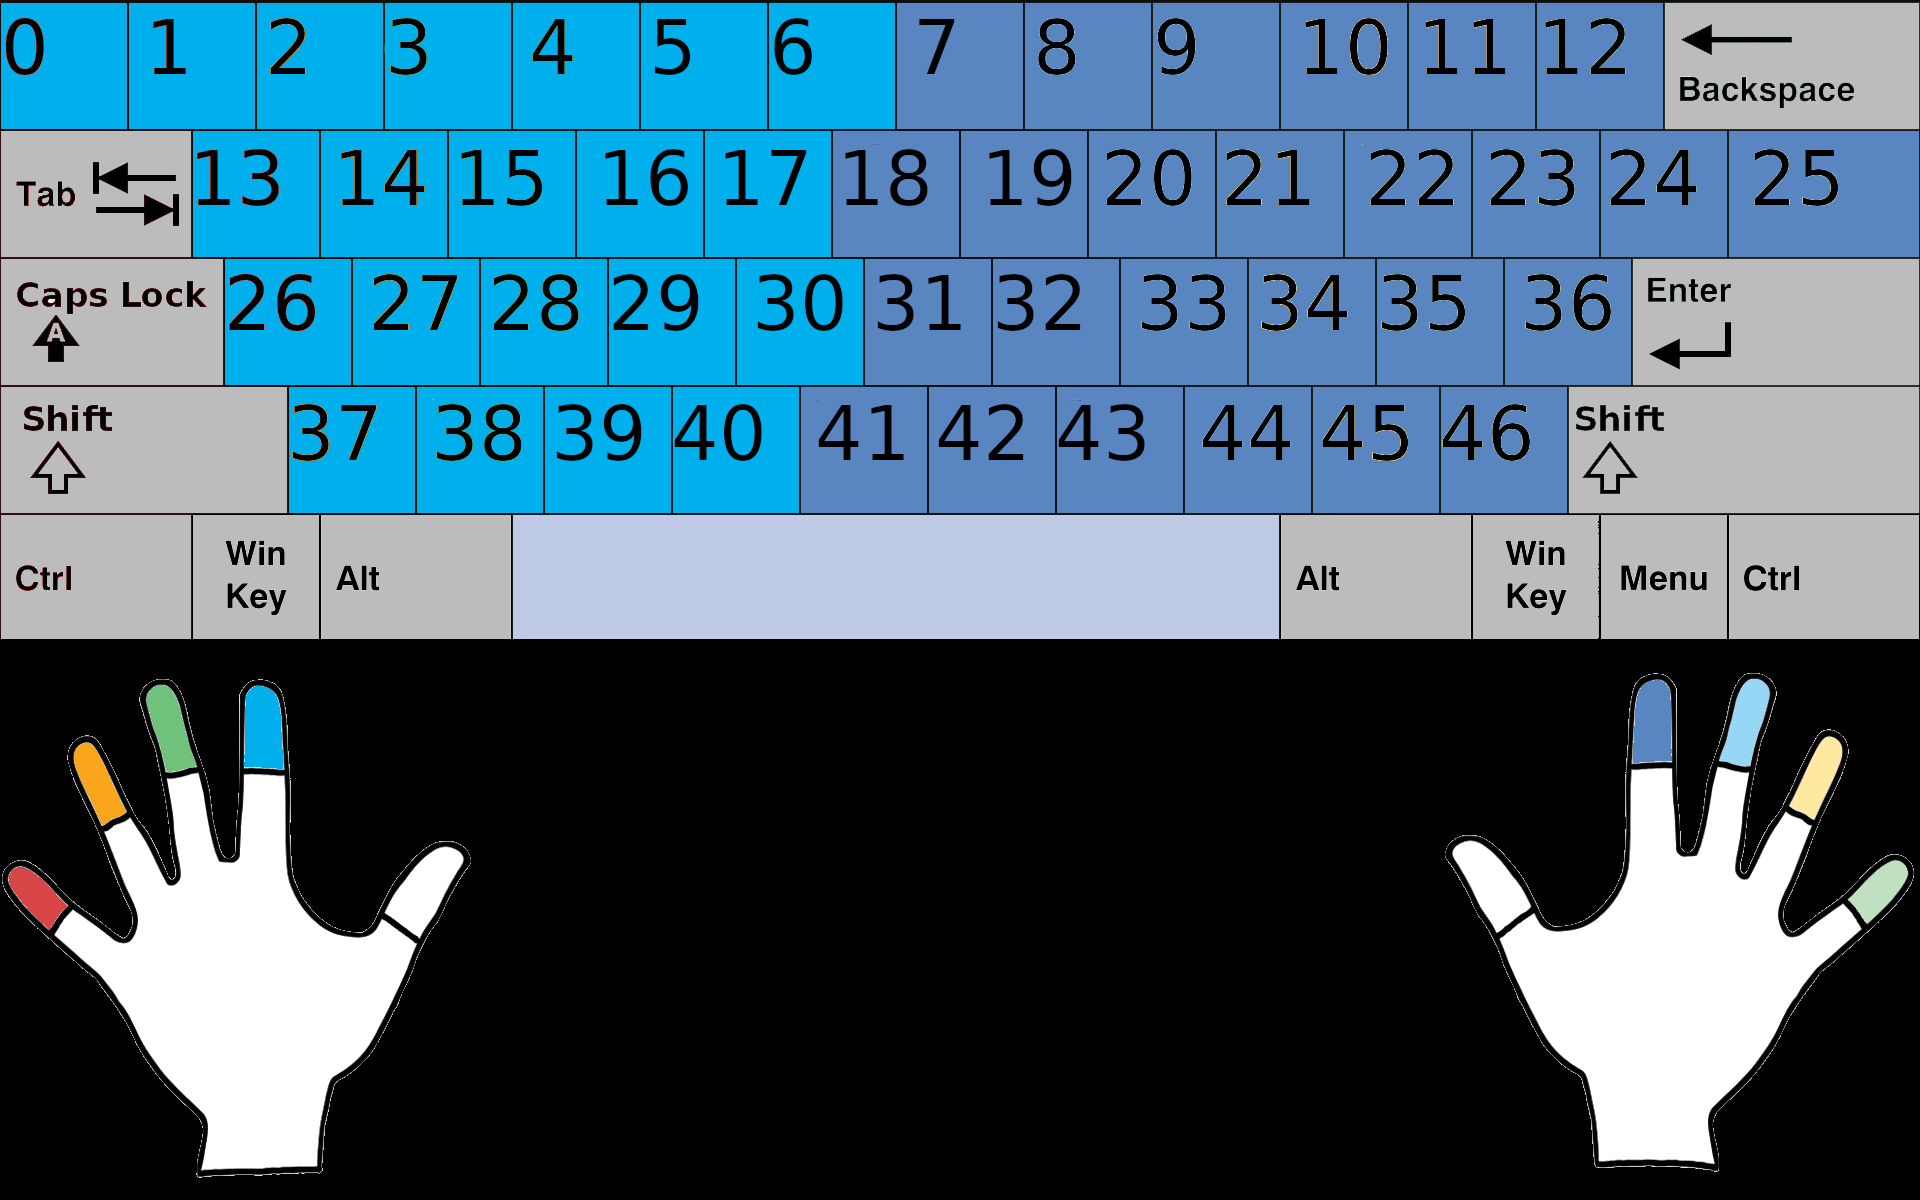 0 1 2 3 4 5 6 7 8 9 10 11 12 Backspace
Tab 13 14 15 16 17 18 19 20 21 22 23 24 25
Caps Lock A 26 27 28 29 30 31 32 33 34 35 36 Enter
Shift 37 38 39 40 41 42 43 44 45 46 Shift
Ctrl Win Key Alt Alt Win Key Menu Ctrl